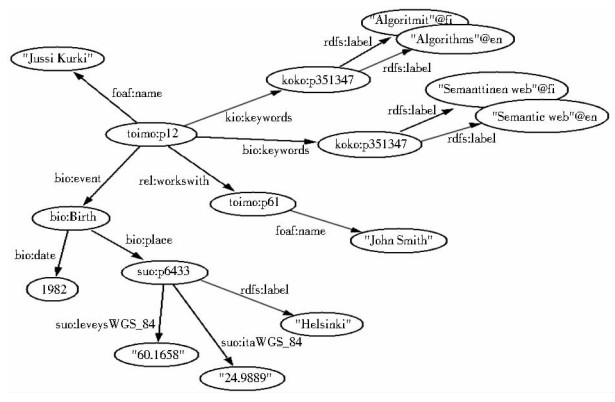 "Algoritmit"@fi
rdfs:label
"Algorithms"@en
"Jussi Kurki"
rdfs:label
koko:p351347
"Semanttinen web"@fi
foaf:name
kio:keywords
rdfs:label
"Semantic web"@en
toimo:p12
bio:keywords
koko:p351347
rdfs:label
bio:event
rel:workswith
toimo:p61
bio:Birth
foaf:name
"John Smith"
bio:place
bio:date
suo:p6433
1982
rdfs:label
suo:leveysWGS_84
"Helsinki"
suo:itaWGS_84
"60.1658"
"24.9889"